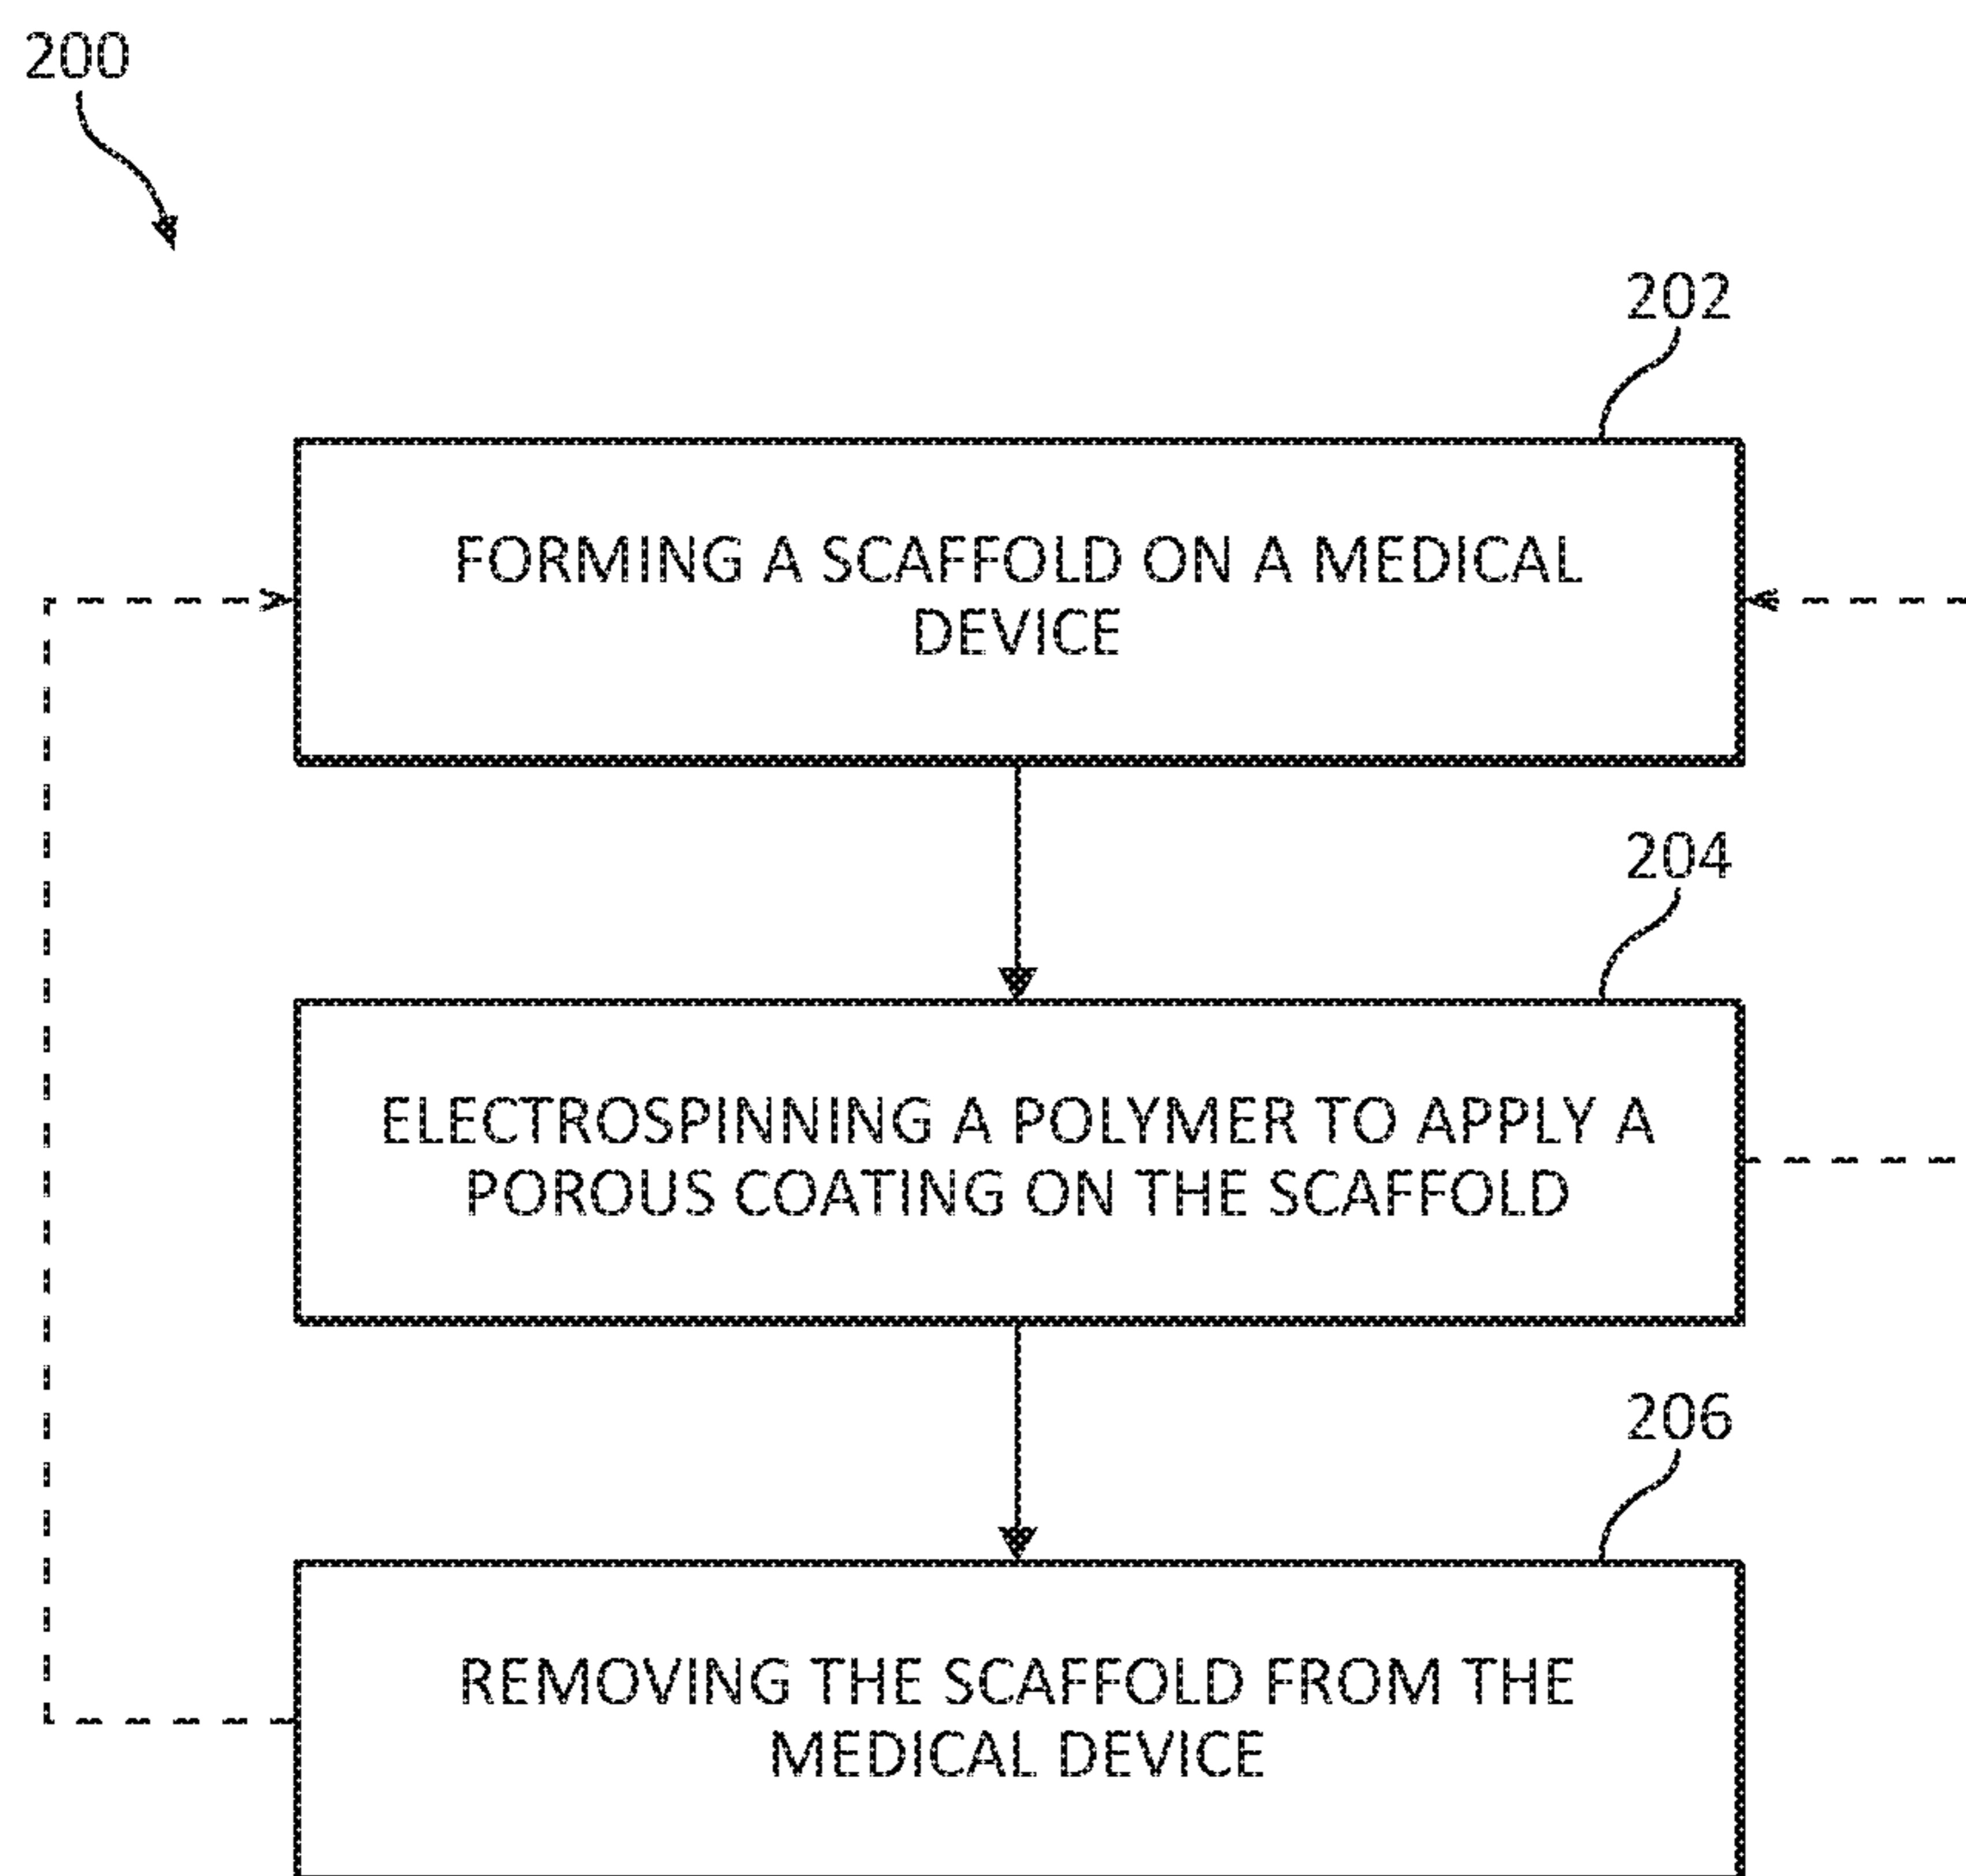 200
202
FORMING A SCAFFOLD ON A MEDICAL
DEVICE
204
ELECTROSPINNING A POLYMER TO APPLY A
POROUS COATING ON THE SCAFFOLD
206
REMOVING THE SCAFFOLD FROM THE
MEDICAL DEVICE